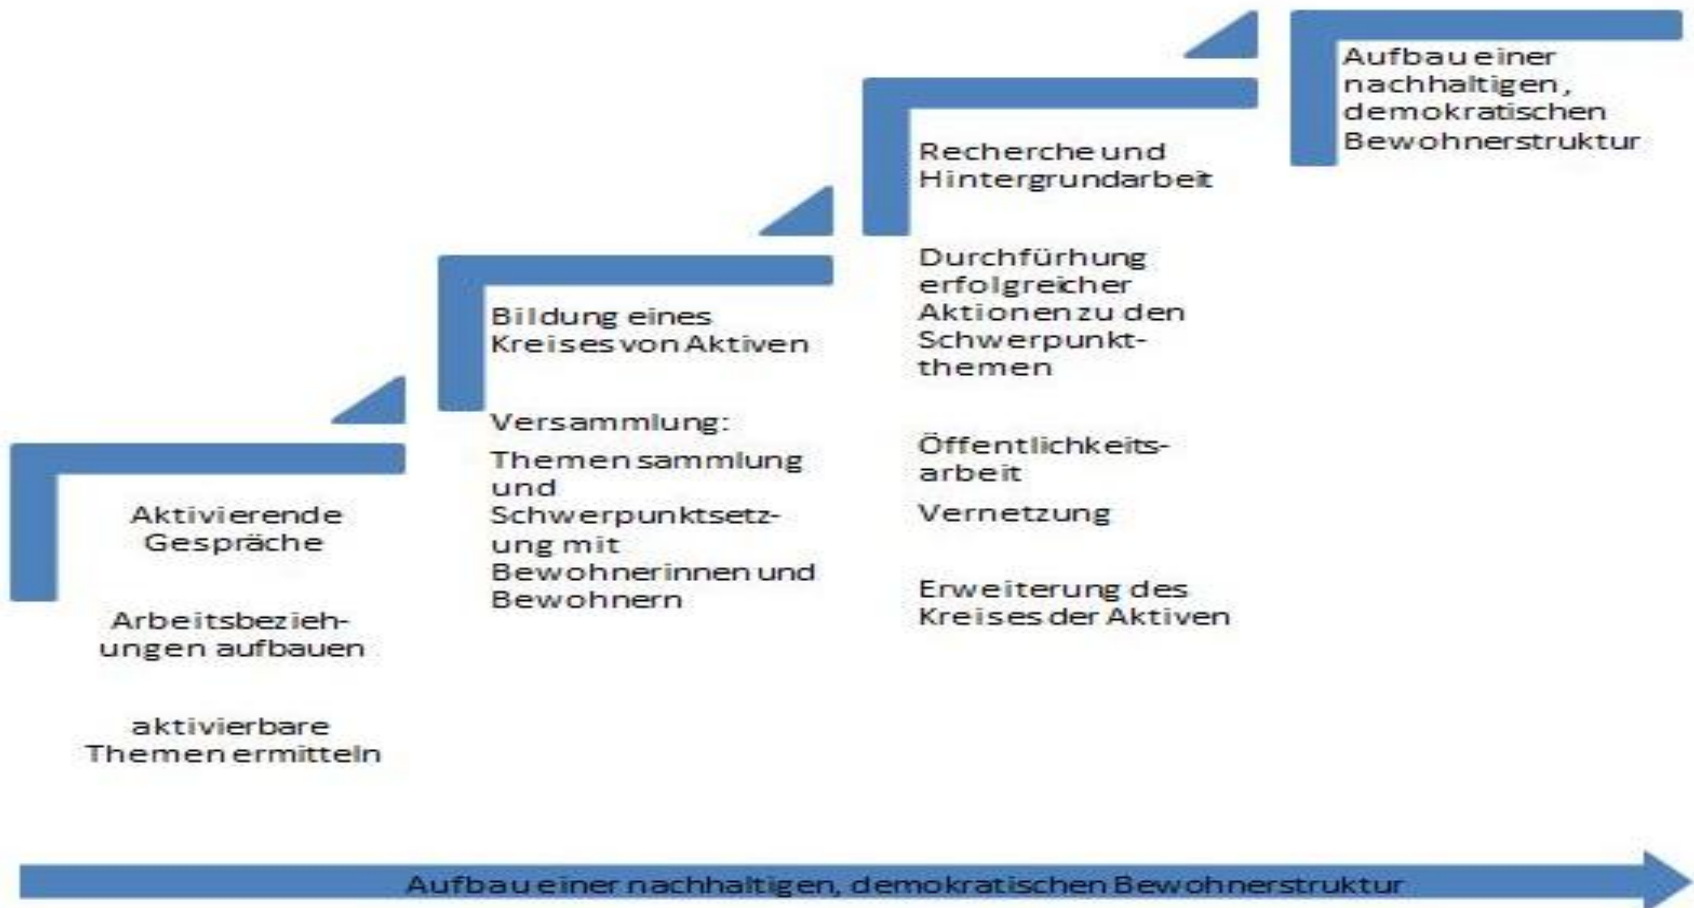 Aktivierende
Gespräche
Arbeitsbezieh-
ungen aufbauen
aktivierbare
Themen ermitteln
Bildung eines
Kreises von Aktiven
Versammlung:
Themensammlung
und
Schwerpunktsetz-
ung mit
Bewohnerinnen und
Bewohnern
Recherche und
Hintergrundarbeit
Durchfürhung
erfolgreicher
Aktionen zu den
Schwerpunkt-
themen
Öffentlichkeits-
arbeit
Vernetzung
Erweiterung des
Kreises der Aktiven
Aufbau einer
nachhaltigen,
demokratischen
Bewohnerstruktur
Aufbau einer nachhaltigen, demokratischen Bewohnerstruktur